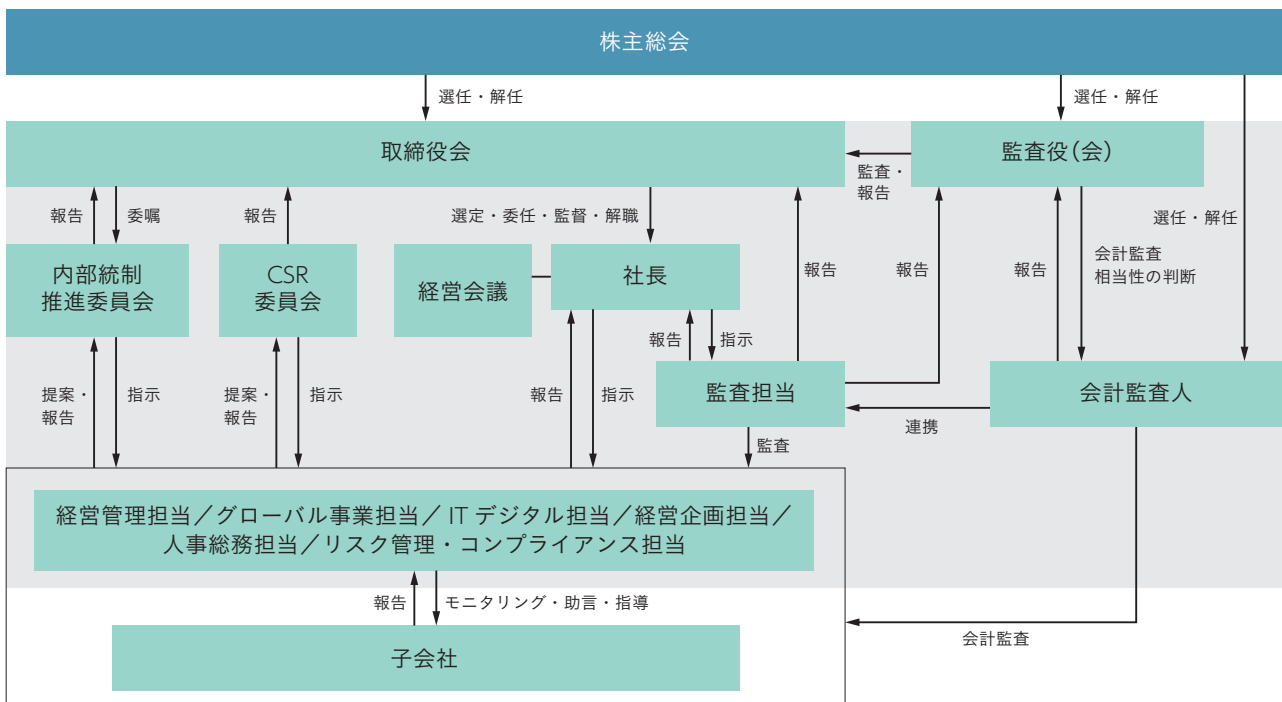 株主総会
選任・解任
選任・解任
取締役会
監査役(会)
監査・
報告
報告
委嘱
報告
選定・委任・監督・解職
選任・解任
内部統制
推進委員会
CSR
委員会
経営会議
社長
報告
報告
報告
会計監査
相当性の判断
報告
指示
提案・
報告
指示
提案・
報告
指示
報告
指示
監査担当
会計監査人
連携
監査
経営管理担当／グローバル事業担当／IT デジタル担当／経営企画担当／
人事総務担当／リスク管理・コンプライアンス担当
報告
モニタリング・助言・指導
会計監査
子会社